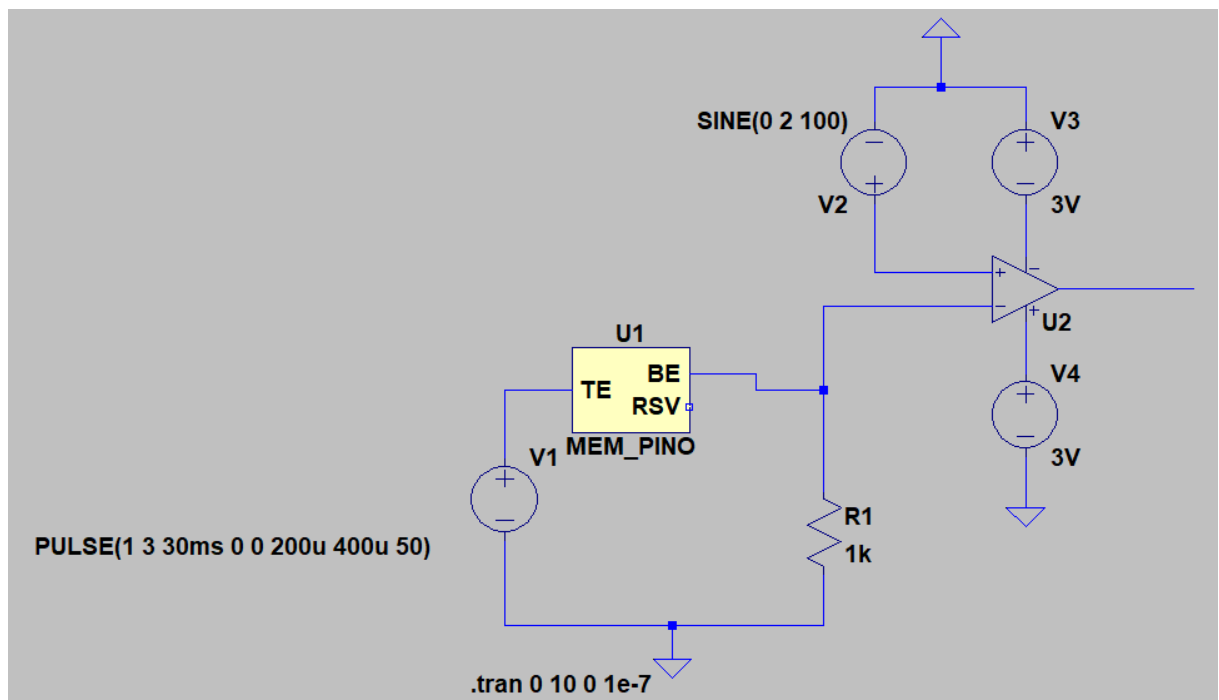 SINE(0 2 100)
V2
V3
3V
U2
V4
3V
U1
TE
BE
RSV
MEM_PINO
V1
PULSE(1 3 30ms 0 0 200u 400u 50)
R1
1k
.tran 0 10 0 1e-7